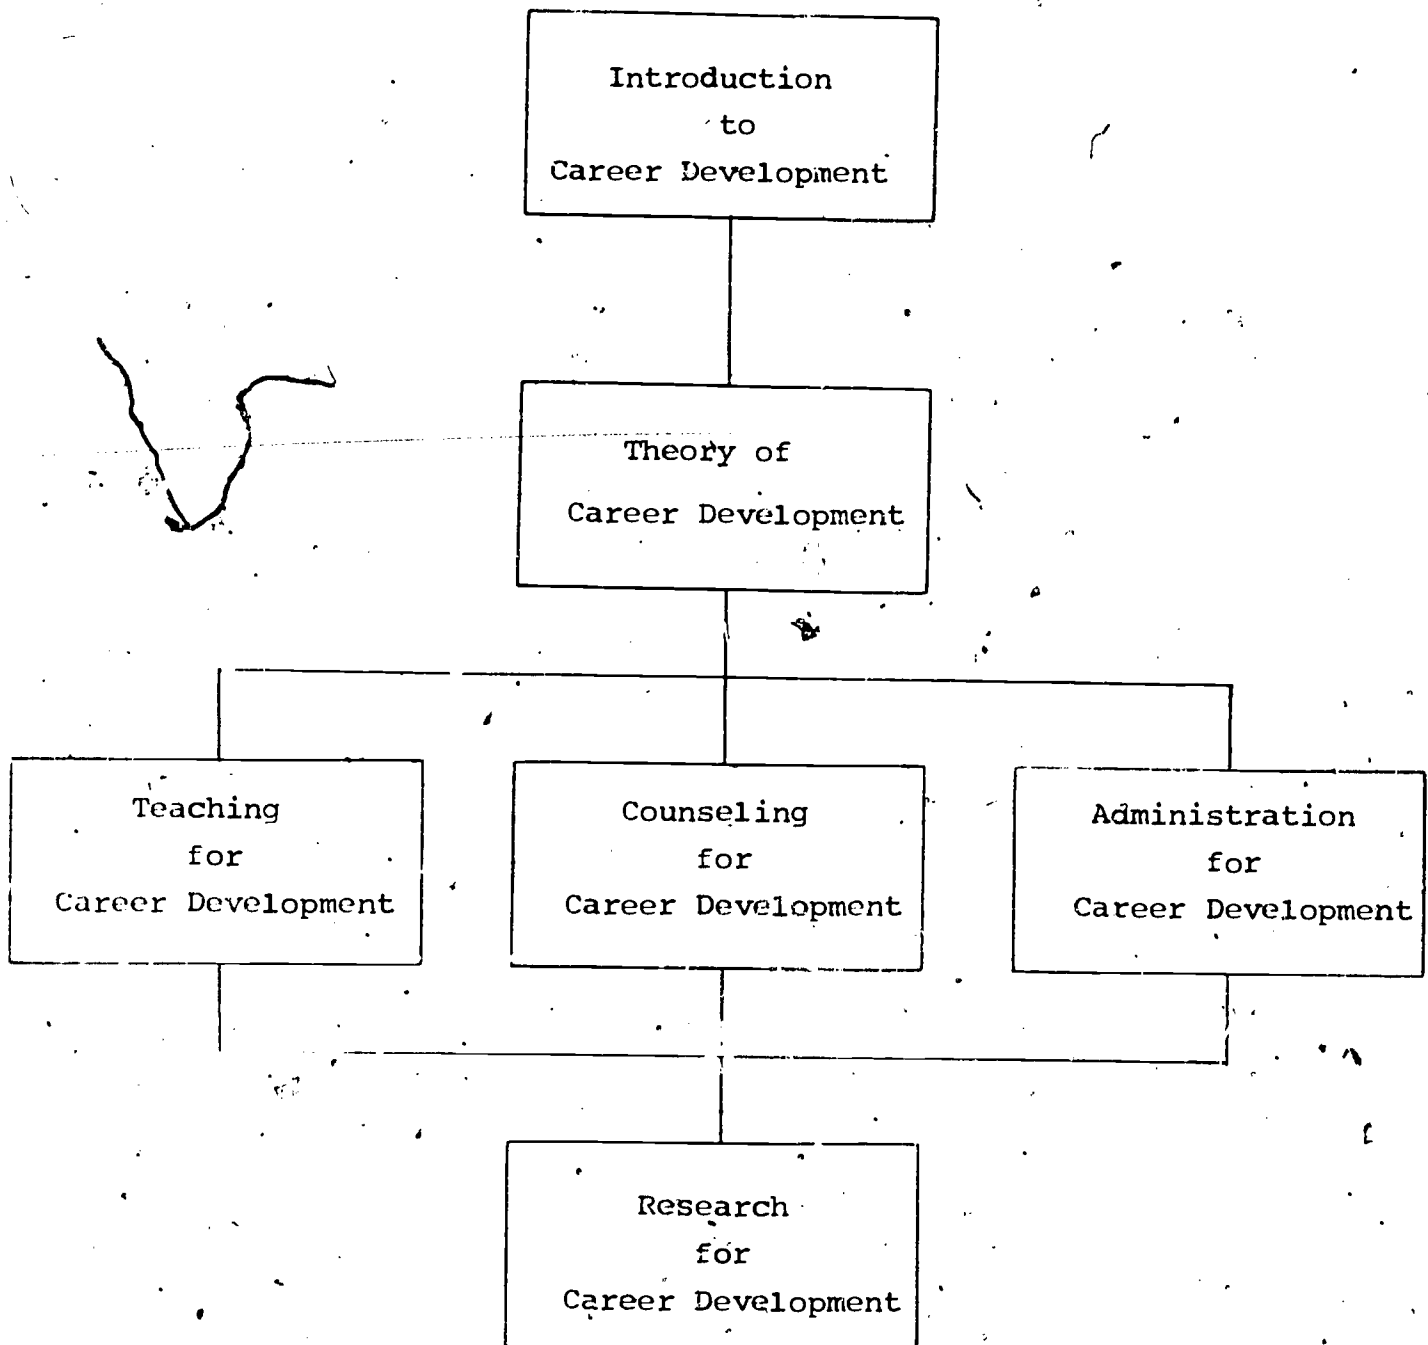 Introduction
to
Career Development
Theory of
Career Development
Teaching
for
Career Development
Counseling
for
Career Development
Administration
for
Career Development
Research
for
Career Development